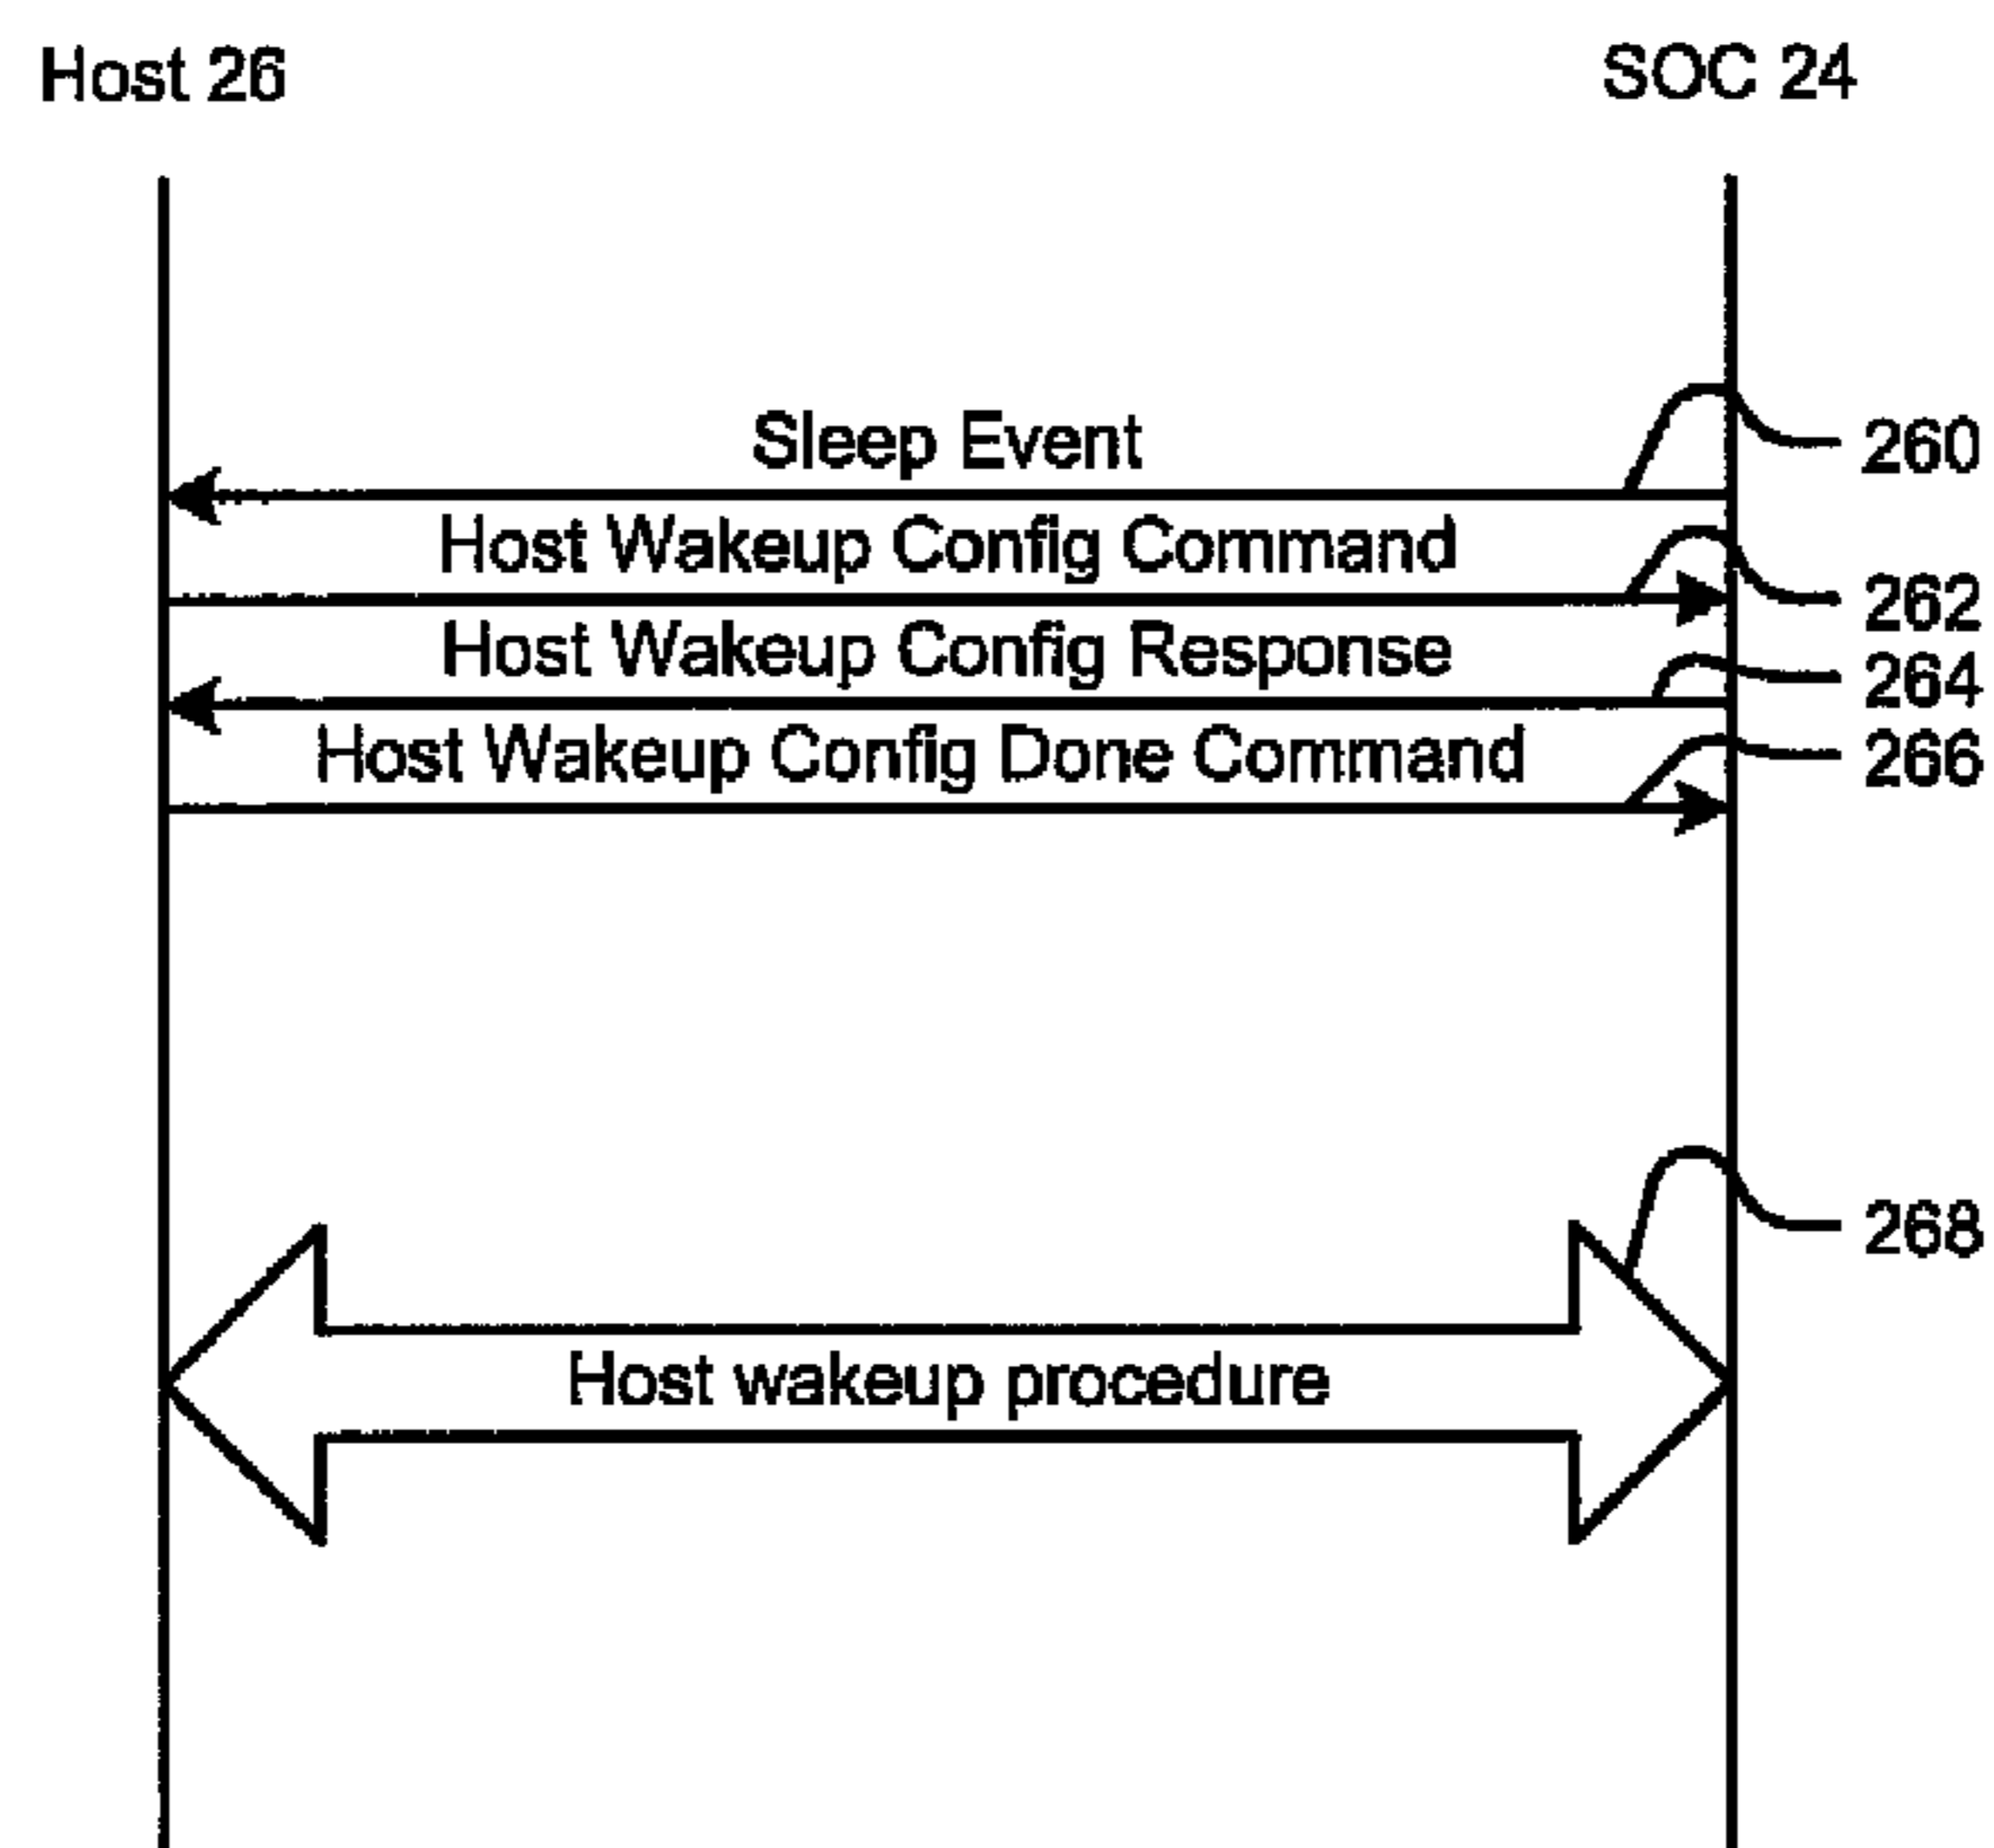 Host 26
SOC 24
Sleep Event
260
Host Wakeup Config Command
262
Host Wakeup Config Response
264
Host Wakeup Config Done Command
266
268
Host wakeup procedure